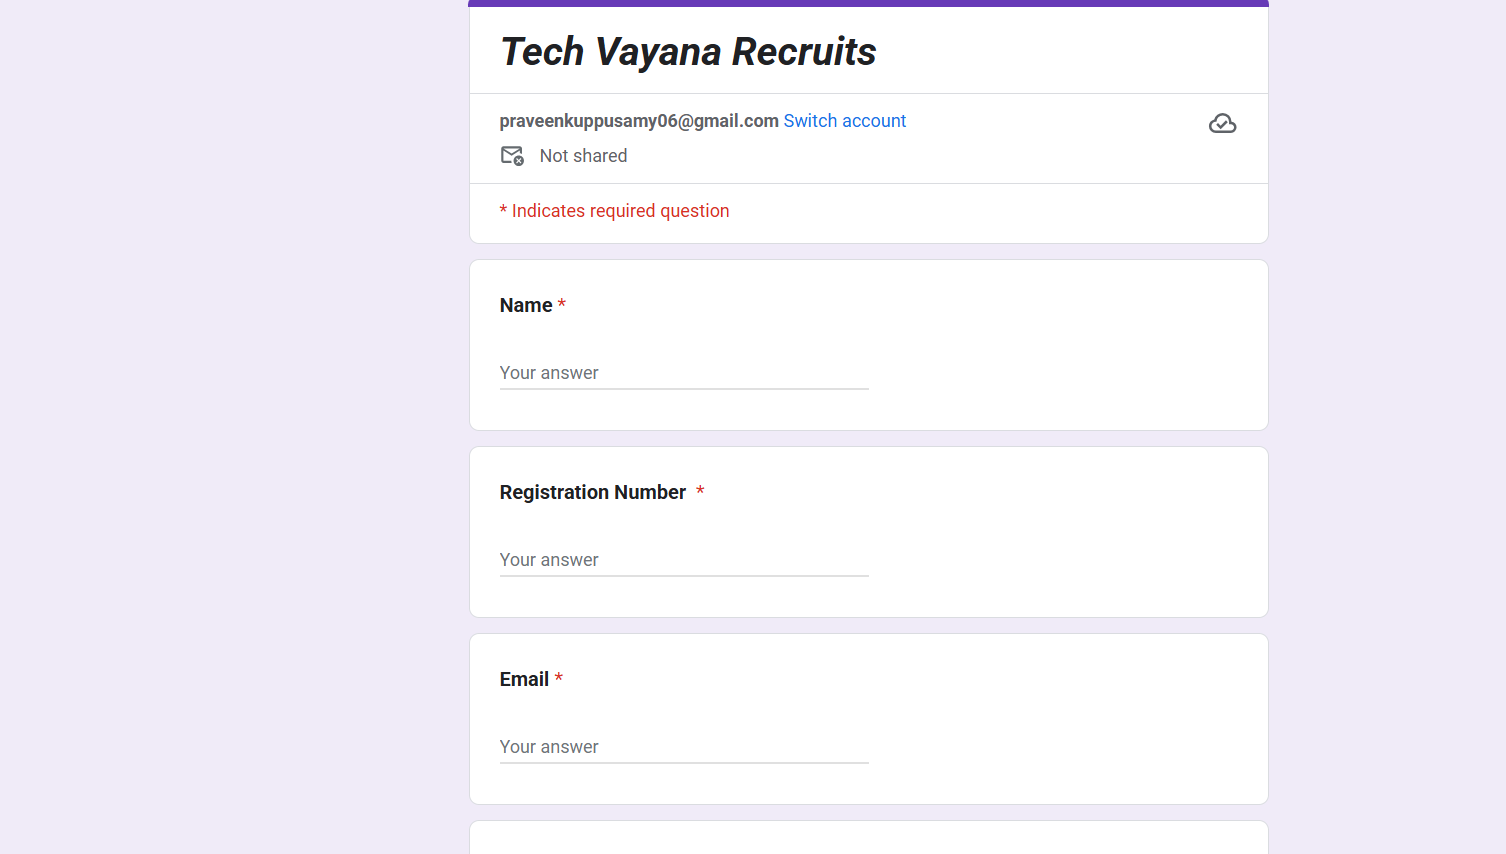 Tech Vayana Recruits
praveenkuppusamy06@gmail.com Switch account
Not shared
* Indicates required question
Name *
Your answer
Registration Number *
Your answer
Email *
Your answer